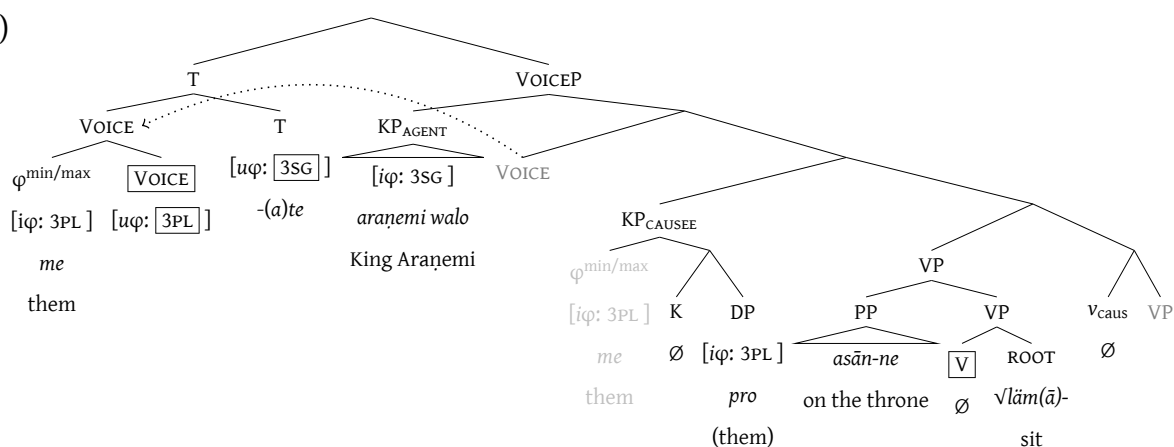 )
T VOICEP
VOICE T KP_AGENT
φ^min/max VOICE [uφ: 3SG ] [iφ: 3SG ] VOICE
[iφ: 3PL ] [uφ: 3PL ] -(a)te araṇemi walo KP_CAUSEE
me King Araṇemi
them φ^min/max VP
[iφ: 3PL ] K DP PP VP v_caus VP
me Ø [iφ: 3PL ] asān-ne V ROOT Ø
them pro on the throne Ø √läm(ā)-
(them) sit